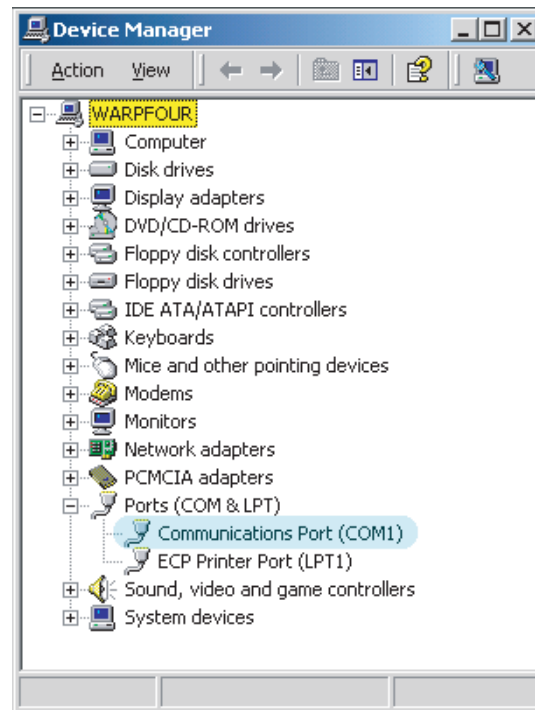 Device Manager
Action View
WARPFOUR
Computer
Disk drives
Display adapters
DVD/CD-ROM drives
Floppy disk controllers
Floppy disk drives
IDE ATA/ATAPI controllers
Keyboards
Mice and other pointing devices
Modems
Monitors
Network adapters
PCMCIA adapters
Ports (COM & LPT)
Communications Port (COM1)
ECP Printer Port (LPT1)
Sound, video and game controllers
System devices